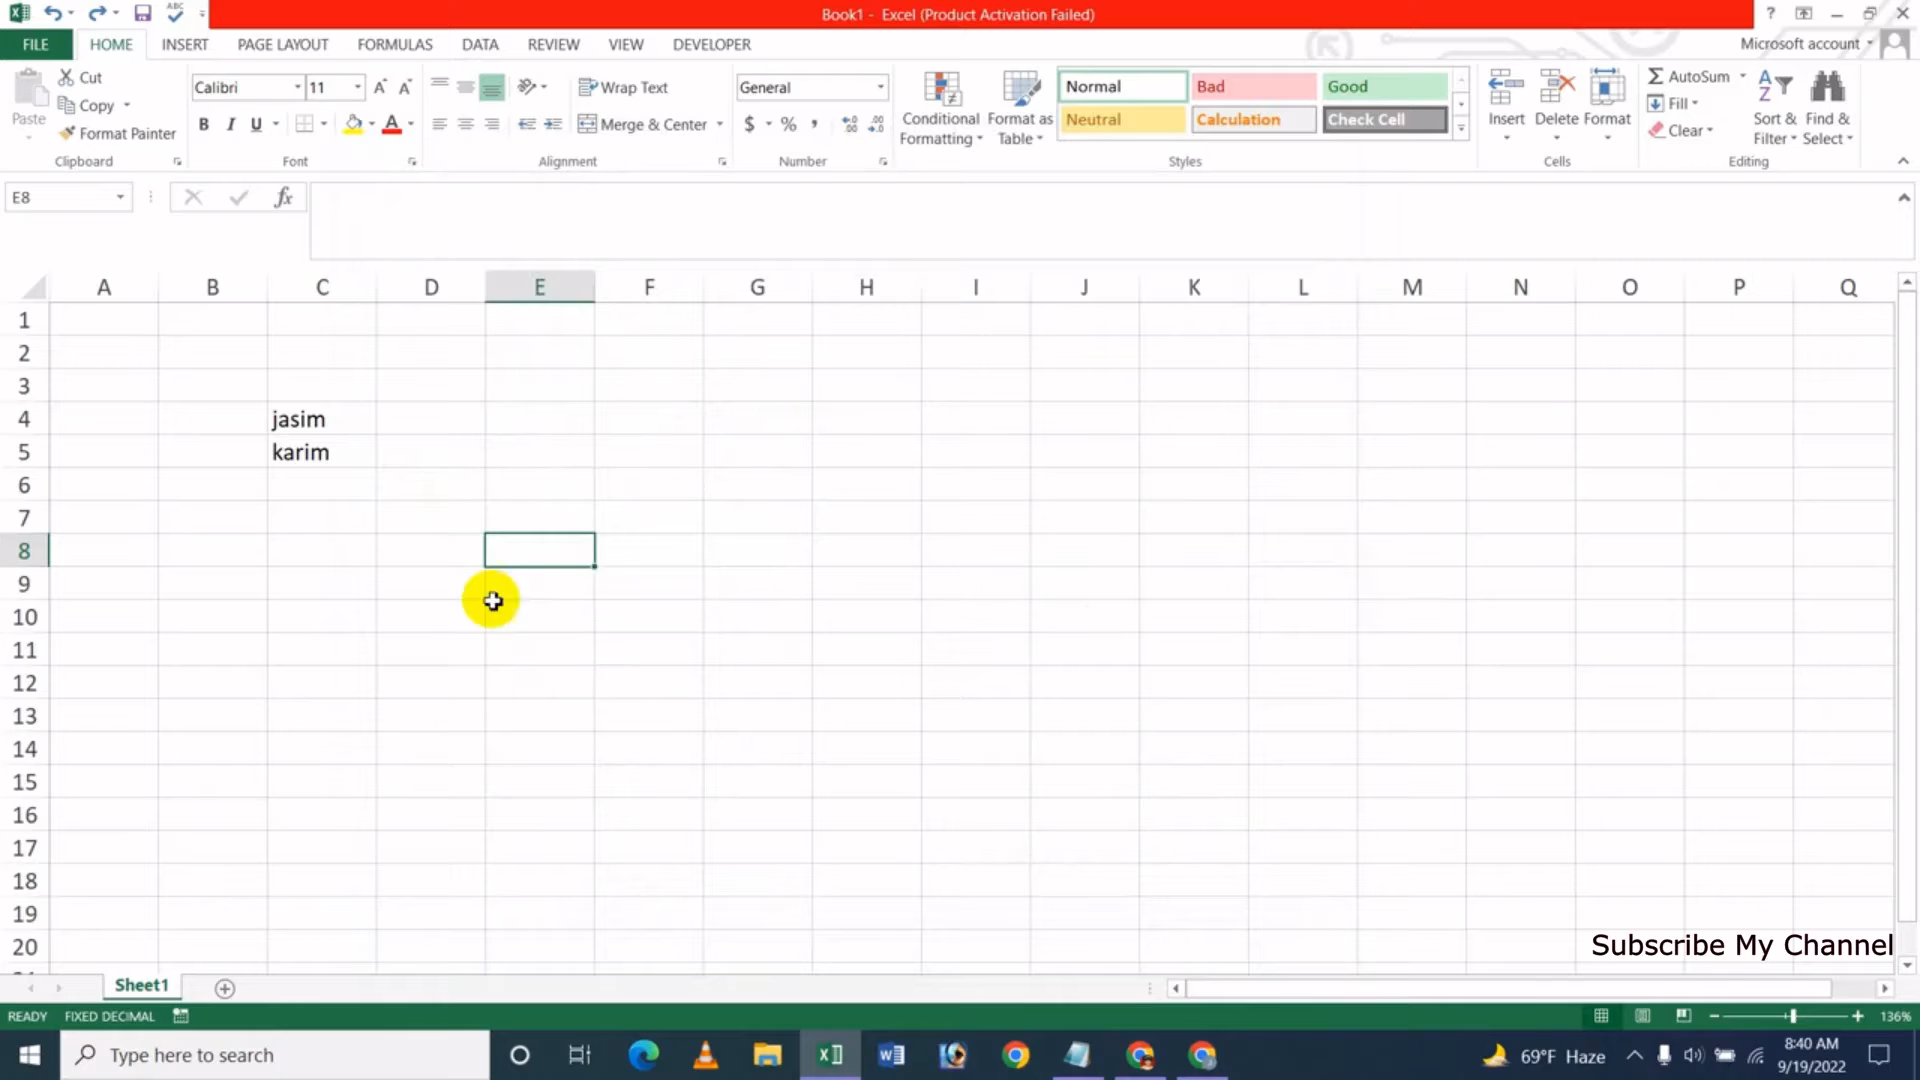 Book1 - Excel (Product Activation Failed)
FILE HOME INSERT PAGE LAYOUT FORMULAS DATA REVIEW VIEW DEVELOPER Microsoft account
Paste Cut Copy Format Painter Clipboard
Calibri 11 B I U A Font
Wrap Text Merge & Center Alignment
General $ % , Number
Conditional Formatting Format as Table
Normal Bad Good
Neutral Calculation Check Cell
Styles
Insert Delete Format
Cells
AutoSum Fill Clear Sort & Filter Find & Select
Editing
E8 fx
A B C D E F G H I J K L M N O P Q
1
2
3
4 jasim
5 karim
6
7
8
9
10
11
12
13
14
15
16
17
18
19
20
Subscribe My Channel
Sheet1
READY FIXED DECIMAL 136%
Type here to search 69°F Haze 8:40 AM
9/19/2022